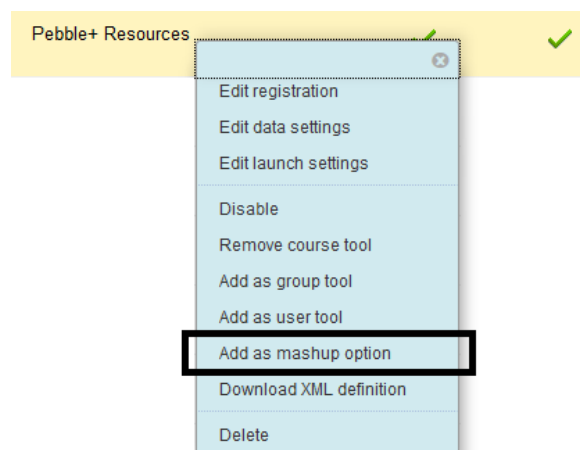 Pebble+ Resources
Edit registration
Edit data settings
Edit launch settings
Disable
Remove course tool
Add as group tool
Add as user tool
Add as mashup option
Download XML definition
Delete